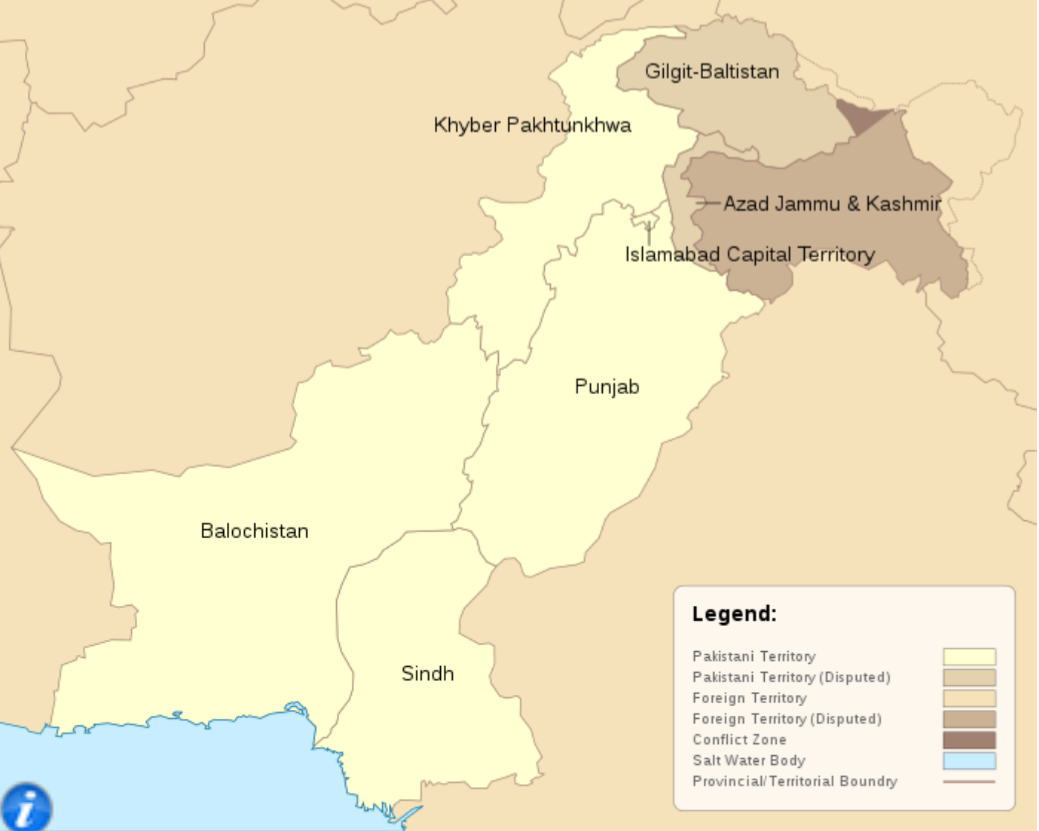 Gilgit-Baltistan
Khyber Pakhtunkhwa
Azad Jammu & Kashmir
Islamabad Capital Territory
Punjab
Balochistan
Sindh
Legend:
Pakistani Territory
Pakistani Territory (Disputed)
Foreign Territory
Foreign Territory (Disputed)
Conflict Zone
Salt Water Body
Provincial/Territorial Boundry
i